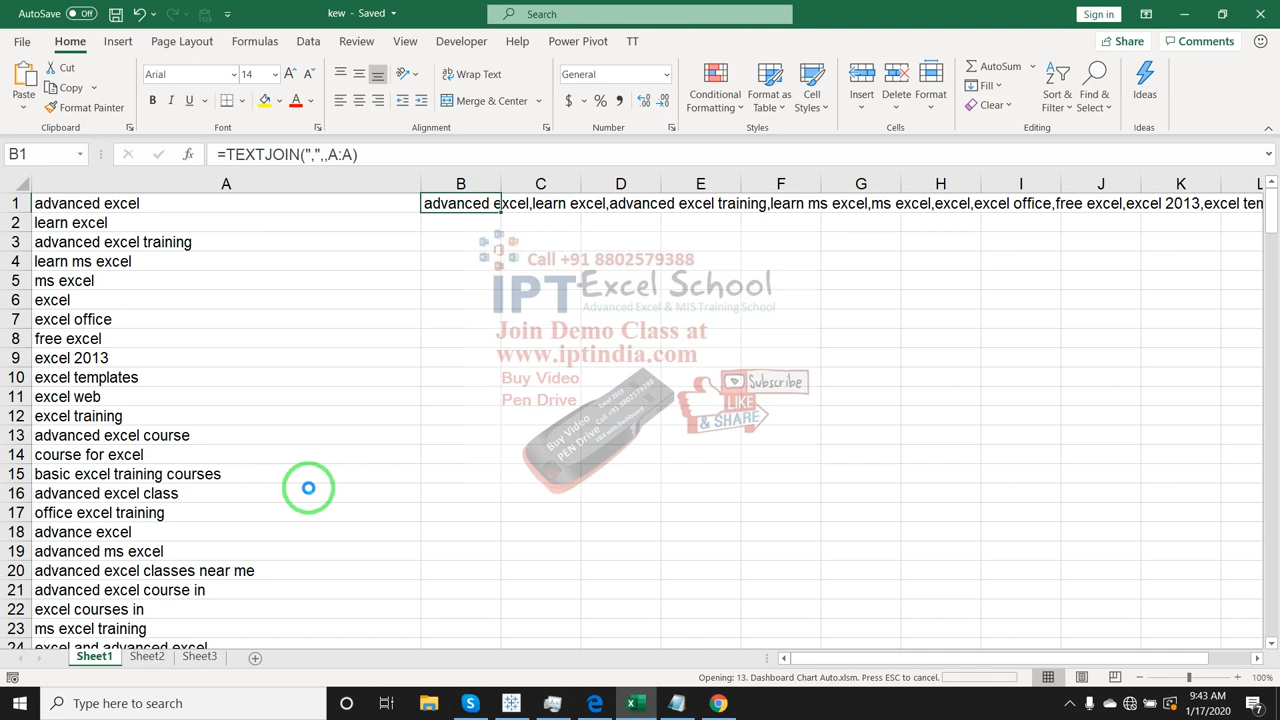 AutoSave Off
kew - Saved
Search
Sign in
File Home Insert Page Layout Formulas Data Review View Developer Help Power Pivot TT
Share Comments
Paste
Cut
Copy
Format Painter
Clipboard
Arial 14
B I U
Font
Wrap Text
Merge & Center
Alignment
General
$ % ,
Number
Conditional Formatting
Format as Table
Cell Styles
Styles
Insert Delete Format
Cells
AutoSum
Fill
Clear
Sort & Filter
Find & Select
Editing
Ideas
Ideas
B1 fx =TEXTJOIN(",",,A:A)
A B C D E F G H I J K L
1 advanced excel advanced excel,learn excel,advanced excel training,learn ms excel,ms excel,excel,excel office,free excel,excel 2013,excel tem
2 learn excel
3 advanced excel training
4 learn ms excel
5 ms excel
6 excel
7 excel office
8 free excel
9 excel 2013
10 excel templates
11 excel web
12 excel training
13 advanced excel course
14 course for excel
15 basic excel training courses
16 advanced excel class
17 office excel training
18 advance excel
19 advanced ms excel
20 advanced excel classes near me
21 advanced excel course in
22 excel courses in
23 ms excel training
24 excel and advanced excel
Call +91 8802579388
IPT Excel School
Advanced Excel & MIS Training School
Join Demo Class at
www.iptindia.com
Buy Video
Pen Drive
Subscribe
LIKE
& SHARE
Buy Video
PEN Drive
Call +91 8802579388
Sheet1 Sheet2 Sheet3
Opening: 13. Dashboard Chart Auto.xlsm. Press ESC to cancel.
100%
Type here to search
9:43 AM
1/17/2020